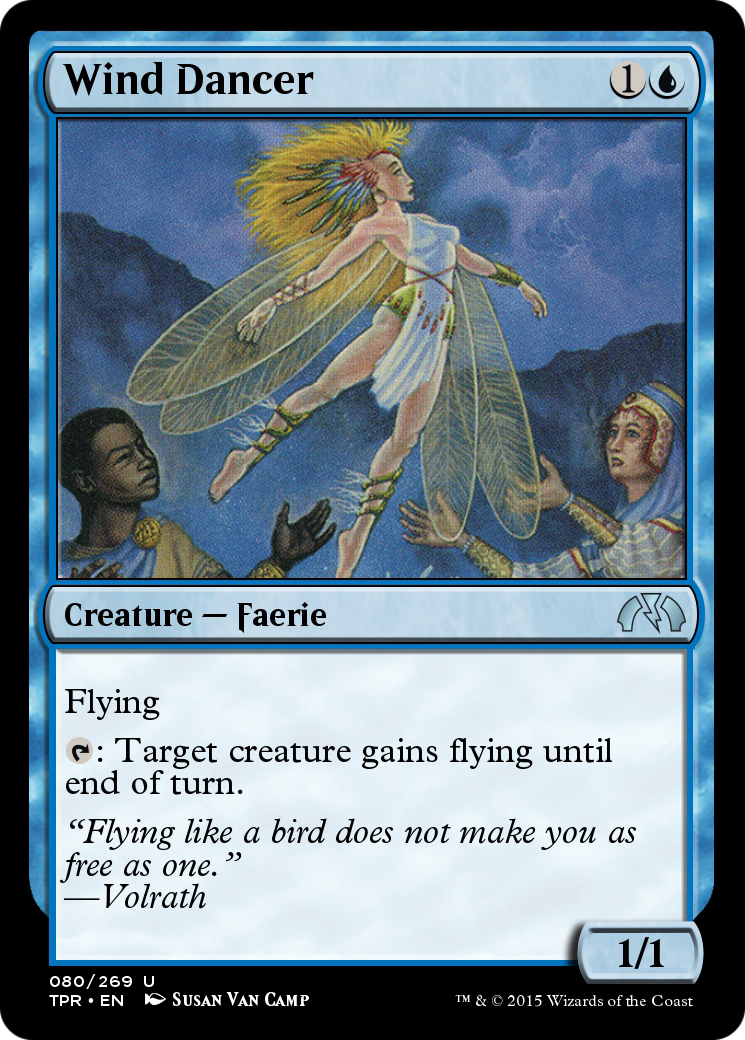 Wind Dancer 1
Creature — Faerie
Flying
: Target creature gains flying until
end of turn.
“Flying like a bird does not make you as
free as one.”
—Volrath
1/1
080/269 U
TPR • EN Susan Van Camp
™ & © 2015 Wizards of the Coast